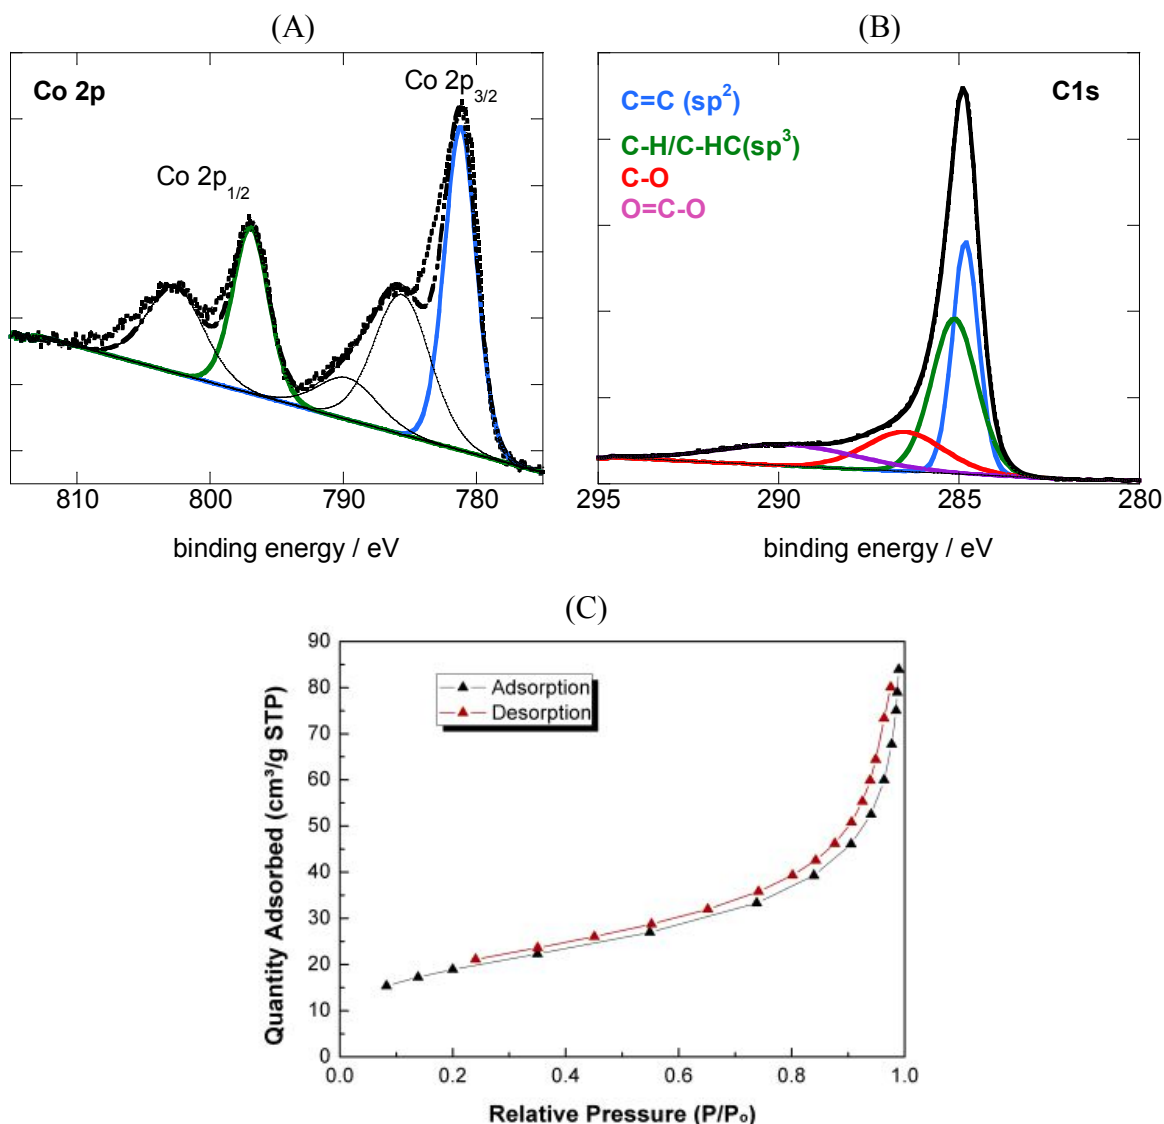 (A)
Co 2p
Co 2p3/2
Co 2p1/2
810 800 790 780
binding energy / eV
(B)
C=C (sp²)
C-H/C-HC(sp³)
C-O
O=C-O
C1s
295 290 285 280
binding energy / eV
(C)
Quantity Adsorbed (cm³/g STP)
90
80
70
60
50
40
30
20
10
0
Adsorption
Desorption
0.0 0.2 0.4 0.6 0.8 1.0
Relative Pressure (P/P₀)